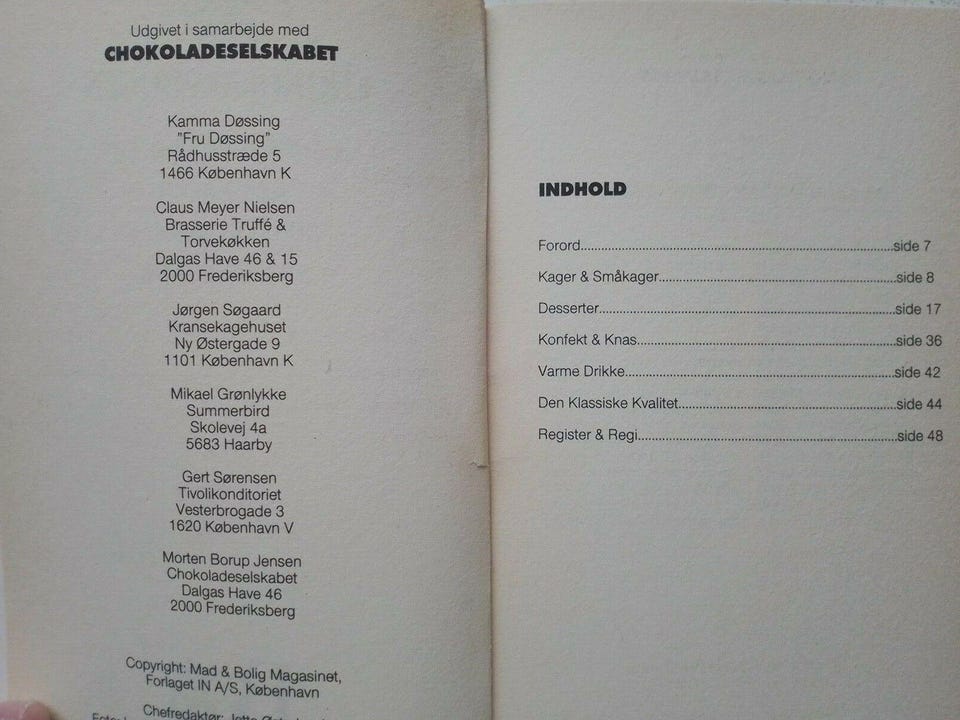 Udgivet i samarbejde med
CHOKOLADESELSKABET
Kamma Døssing
"Fru Døssing"
Rådhusstræde 5
1466 København K
Claus Meyer Nielsen
Brasserie Truffé &
Torvekøkken
Dalgas Have 46 & 15
2000 Frederiksberg
Jørgen Søgaard
Kransekagehuset
Ny Østergade 9
1101 København K
Mikael Grønlykke
Summerbird
Skolevej 4a
5683 Haarby
Gert Sørensen
Tivolikonditoriet
Vesterbrogade 3
1620 København V
Morten Borup Jensen
Chokoladeselskabet
Dalgas Have 46
2000 Frederiksberg
Copyright: Mad & Bolig Magasinet,
Forlaget IN A/S, København
Chefredaktør: Jette
INDHOLD
Forord...side 7
Kager & Småkager...side 8
Desserter...side 17
Konfekt & Knas...side 36
Varme Drikke...side 42
Den Klassiske Kvalitet...side 44
Register & Regi...side 48